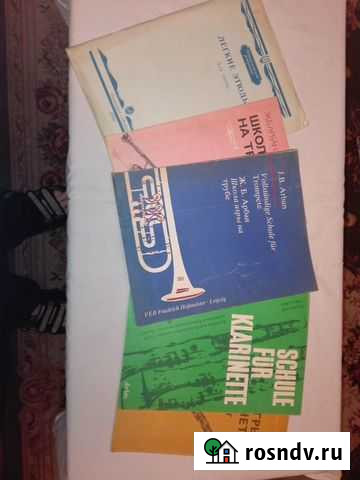 ЛЕГКИЕ ЭТЮДЫ
ШКОЛ
НА ТР
J.B. Arban
Vollständige Schule für
Trompete
Ж. Б. Арбан
Школа игры на
трубе
VEB Friedrich Hofmeister · Leipzig
SCHULE
FÜR
KLARINETTE
rosndv.ru